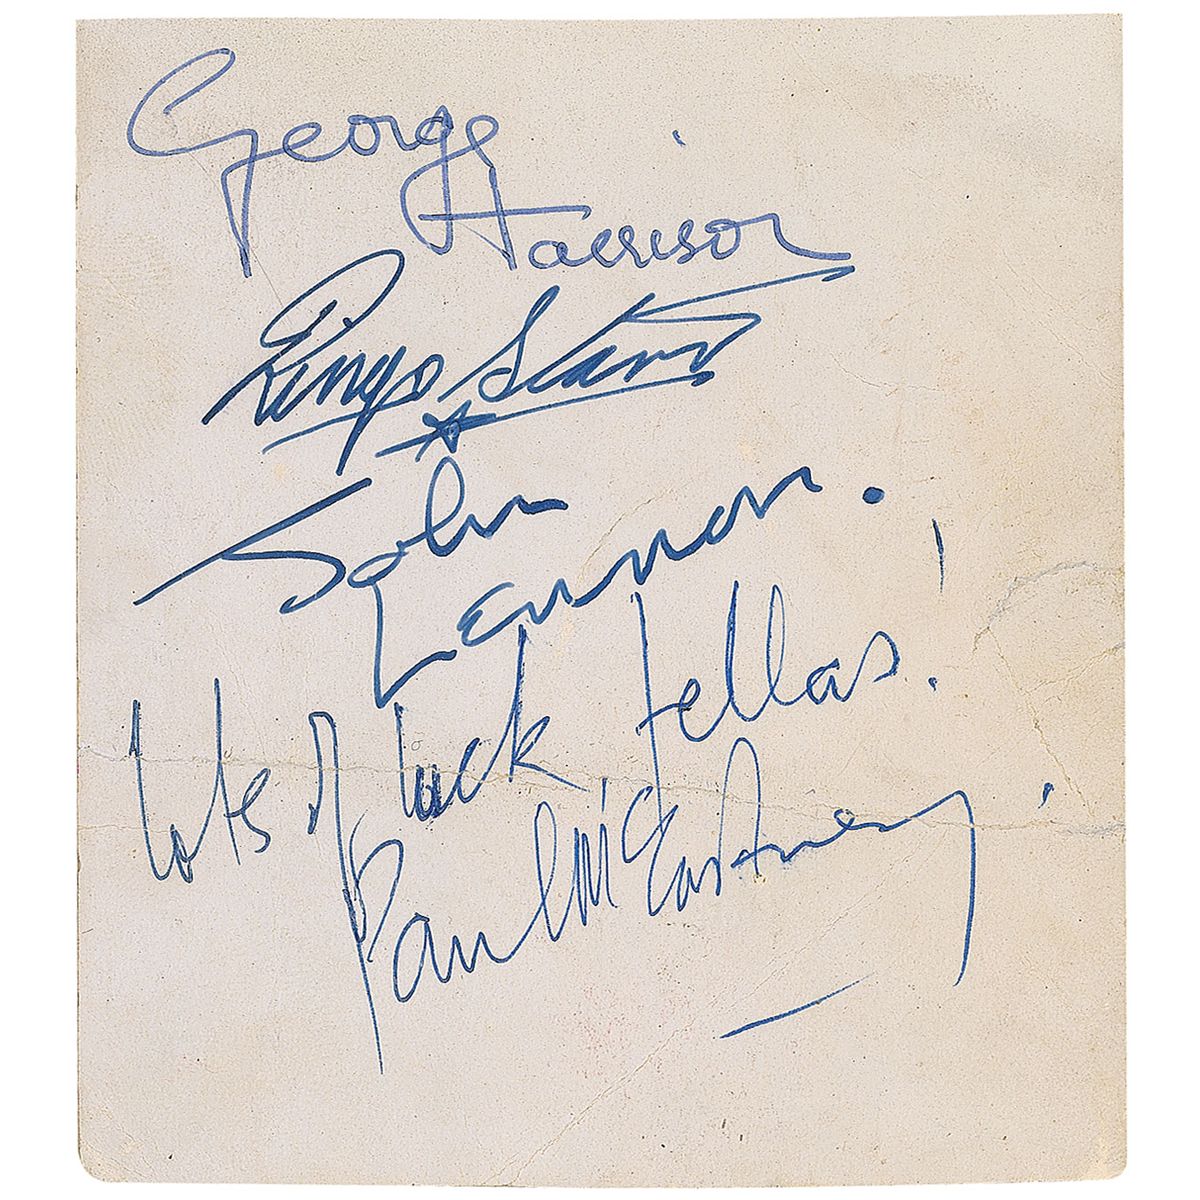 George
Harrison
Ringo Starr
John
Lennon.
lots of luck, fellas!
Paul McCartney